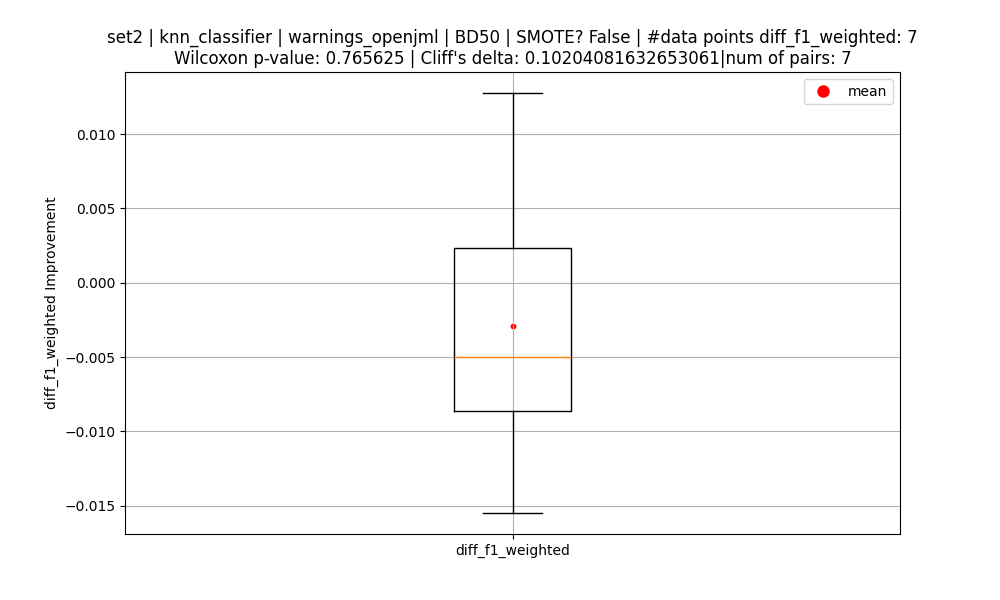 set2 | knn_classifier | warnings_openjml | BD50 | SMOTE? False | #data points diff_f1_weighted: 7
Wilcoxon p-value: 0.765625 | Cliff's delta: 0.10204081632653061|num of pairs: 7
mean
0.010
0.005
0.000
−0.005
−0.010
−0.015
diff_f1_weighted Improvement
diff_f1_weighted